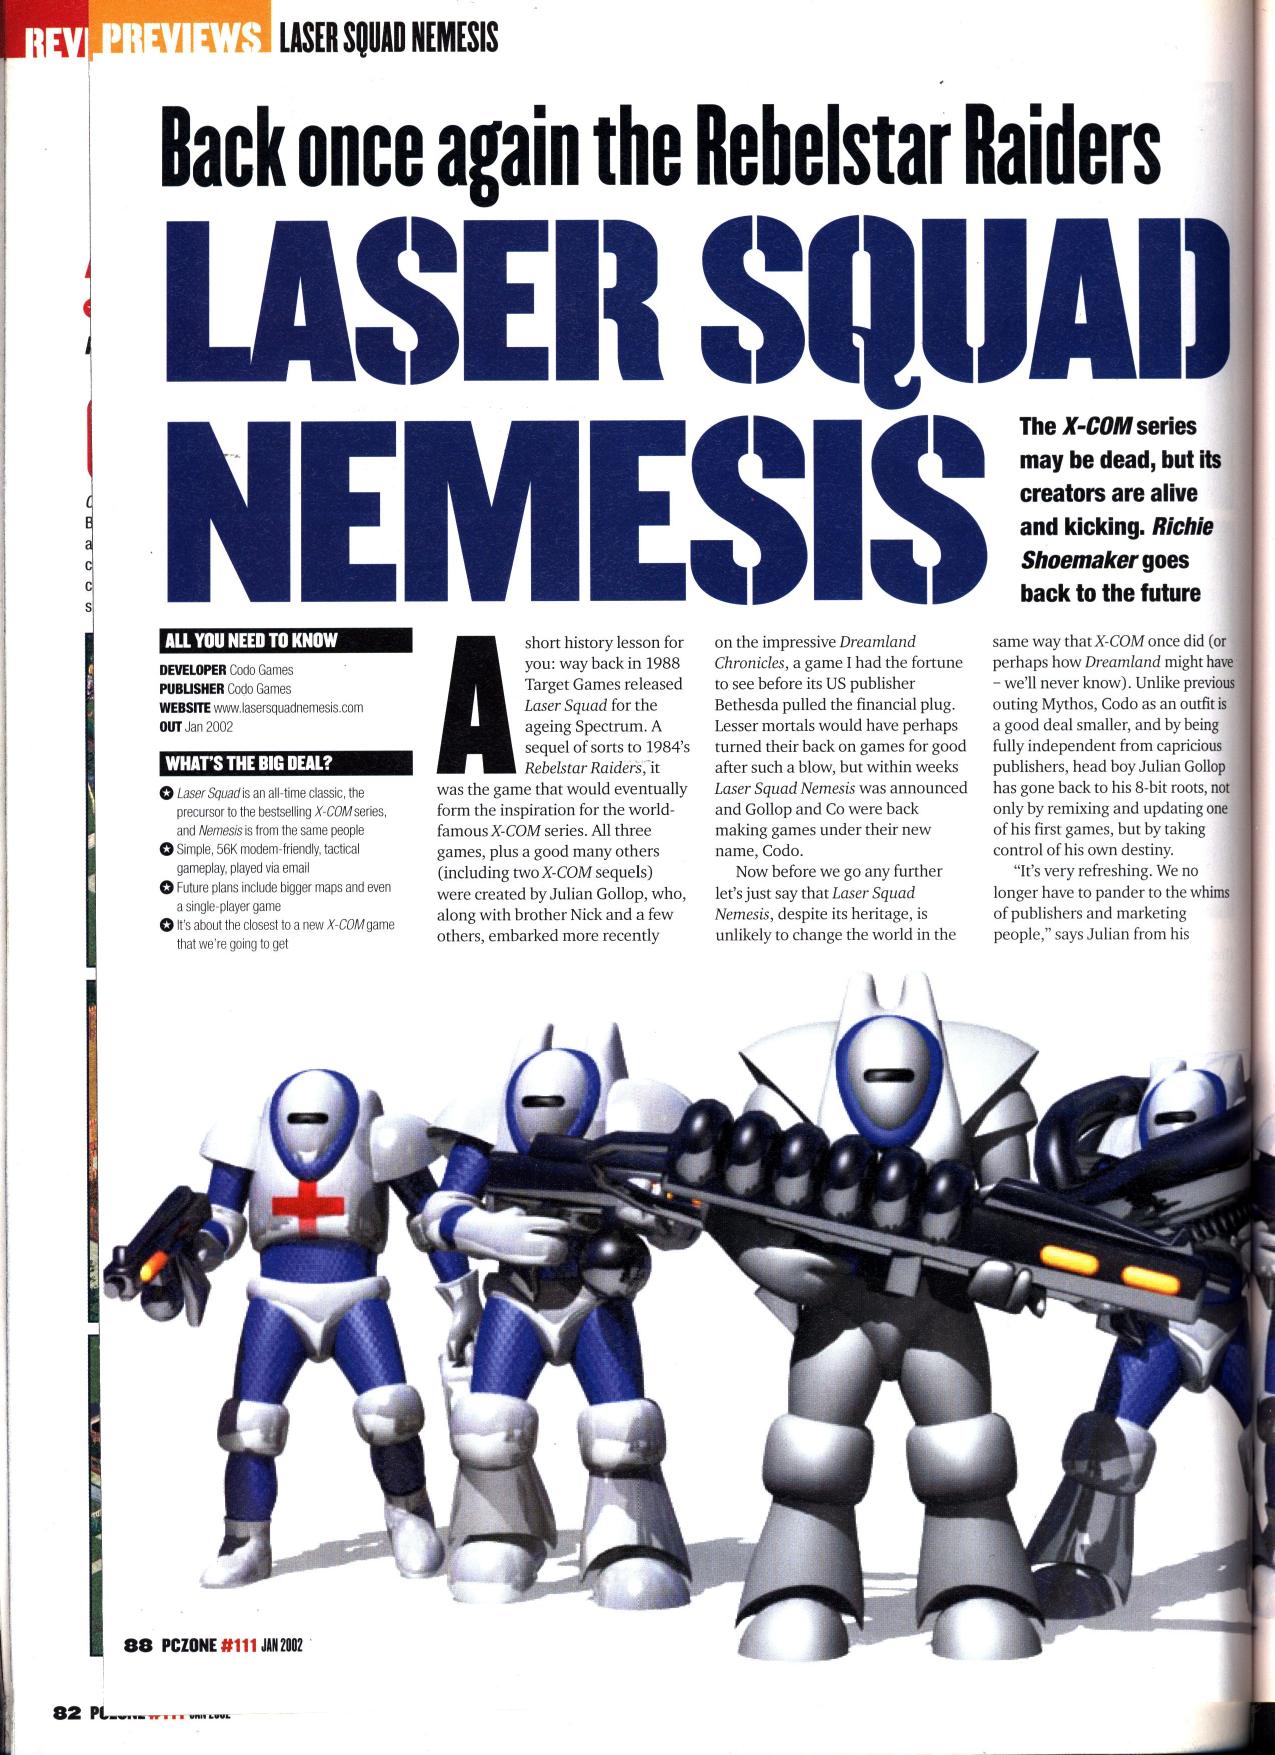 REVI
PREVIEWS LASER SQUAD NEMESIS
Back once again the Rebelstar Raiders
LASER SQUAD
NEMESIS
The X-COM series
may be dead, but its
creators are alive
and kicking. Richie
Shoemaker goes
back to the future
ALL YOU NEED TO KNOW
DEVELOPER Codo Games
PUBLISHER Codo Games
WEBSITE www.lasersquadnemesis.com
OUT Jan 2002
WHAT'S THE BIG DEAL?
Laser Squad is an all-time classic, the
precursor to the bestselling X-COM series,
and Nemesis is from the same people
Simple, 56K modem-friendly, tactical
gameplay, played via email
Future plans include bigger maps and even
a single-player game
It's about the closest to a new X-COM game
that we're going to get
A short history lesson for
you: way back in 1988
Target Games released
Laser Squad for the
ageing Spectrum. A
sequel of sorts to 1984's
Rebelstar Raiders, it
was the game that would eventually
form the inspiration for the world-
famous X-COM series. All three
games, plus a good many others
(including two X-COM sequels)
were created by Julian Gollop, who,
along with brother Nick and a few
others, embarked more recently
on the impressive Dreamland
Chronicles, a game I had the fortune
to see before its US publisher
Bethesda pulled the financial plug.
Lesser mortals would have perhaps
turned their back on games for good
after such a blow, but within weeks
Laser Squad Nemesis was announced
and Gollop and Co were back
making games under their new
name, Codo.
Now before we go any further
let's just say that Laser Squad
Nemesis, despite its heritage, is
unlikely to change the world in the
same way that X-COM once did (or
perhaps how Dreamland might have
– we'll never know). Unlike previous
outing Mythos, Codo as an outfit is
a good deal smaller, and by being
fully independent from capricious
publishers, head boy Julian Gollop
has gone back to his 8-bit roots, not
only by remixing and updating one
of his first games, but by taking
control of his own destiny.
"It's very refreshing. We no
longer have to pander to the whims
of publishers and marketing
people," says Julian from his
88 PCZONE #111 JAN 2002
82